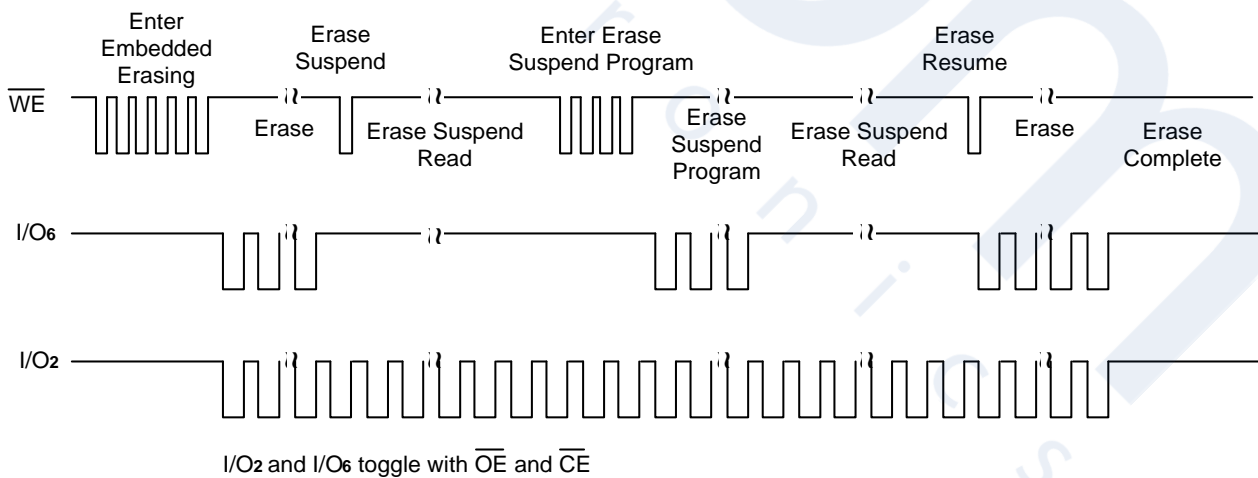 Enter
Embedded
Erasing
Erase
Suspend
Enter Erase
Suspend Program
Erase
Resume
WE
Erase
Erase Suspend
Read
Erase
Suspend
Program
Erase Suspend
Read
Erase
Erase
Complete
I/O6
I/O2
I/O2 and I/O6 toggle with OE and CE
r
o
n
i
c
s